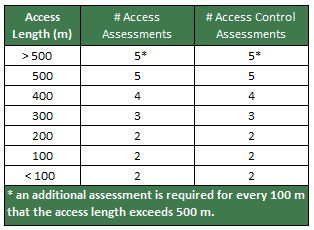 Access Length (m) # Access Assessments # Access Control Assessments
> 500 5* 5*
500 5 5
400 4 4
300 3 3
200 2 2
100 2 2
< 100 2 2
* an additional assessment is required for every 100 m
that the access length exceeds 500 m.